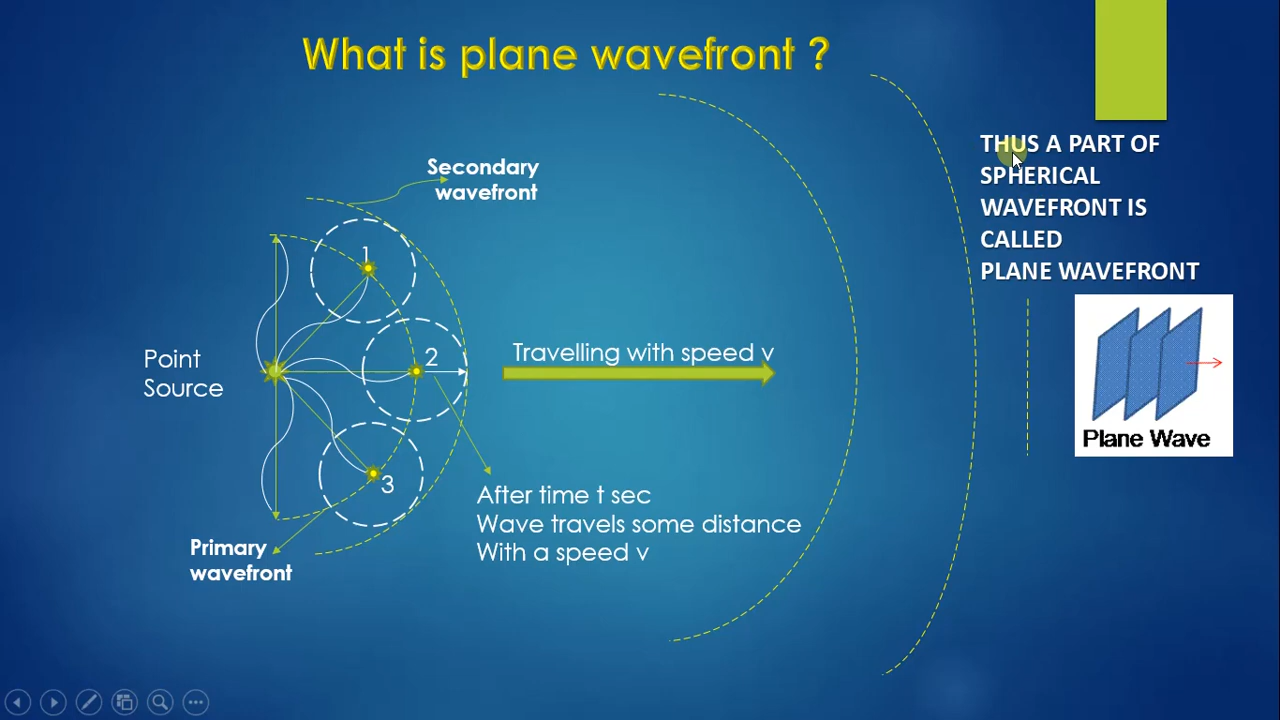 What is plane wavefront ?
Secondary
wavefront
THUS A PART OF
SPHERICAL
WAVEFRONT IS
CALLED
PLANE WAVEFRONT
1
2
3
Point
Source
Travelling with speed v
Plane Wave
After time t sec
Wave travels some distance
With a speed v
Primary
wavefront